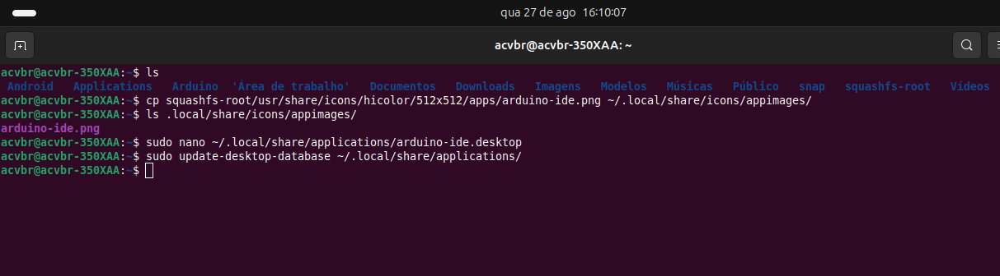 qua 27 de ago 16:10:07
acvbr@acvbr-350XAA: ~
acvbr@acvbr-350XAA:~$ ls
Android Applications Arduino 'Área de trabalho' Documentos Downloads Imagens Modelos Músicas Público snap squashfs-root Vídeos
acvbr@acvbr-350XAA:~$ cp squashfs-root/usr/share/icons/hicolor/512x512/apps/arduino-ide.png ~/.local/share/icons/appimages/
acvbr@acvbr-350XAA:~$ ls .local/share/icons/appimages/
arduino-ide.png
acvbr@acvbr-350XAA:~$ sudo nano ~/.local/share/applications/arduino-ide.desktop
acvbr@acvbr-350XAA:~$ sudo update-desktop-database ~/.local/share/applications/
acvbr@acvbr-350XAA:~$